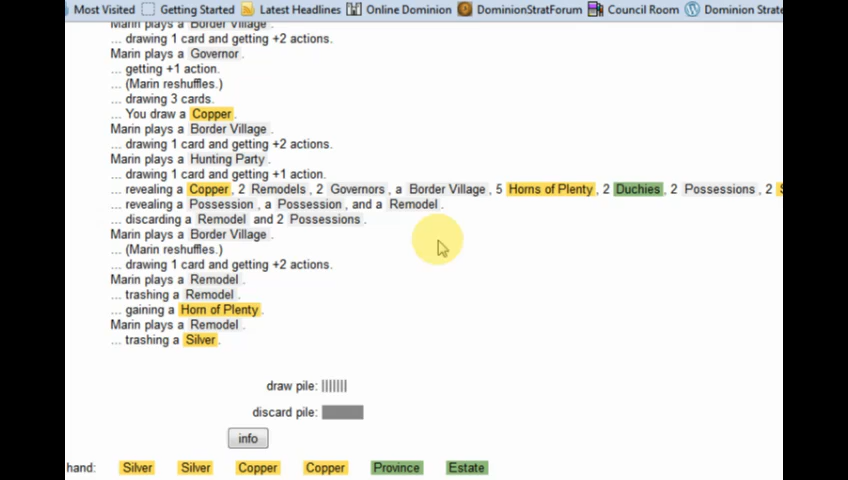 Most Visited Getting Started Latest Headlines Online Dominion DominionStratForum Council Room Dominion Strate
Marin plays a Border Village.
... drawing 1 card and getting +2 actions.
Marin plays a Governor.
... getting +1 action.
... (Marin reshuffles.)
... drawing 3 cards.
... You draw a Copper.
Marin plays a Border Village.
... drawing 1 card and getting +2 actions.
Marin plays a Hunting Party.
... drawing 1 card and getting +1 action.
... revealing a Copper, 2 Remodels, 2 Governors, a Border Village, 5 Horns of Plenty, 2 Duchies, 2 Possessions, 2
... revealing a Possession, a Possession, and a Remodel.
... discarding a Remodel and 2 Possessions.
Marin plays a Border Village.
... (Marin reshuffles.)
... drawing 1 card and getting +2 actions.
Marin plays a Remodel.
... trashing a Remodel.
... gaining a Horn of Plenty.
Marin plays a Remodel.
... trashing a Silver.
draw pile:
discard pile:
info
hand: Silver Silver Copper Copper Province Estate